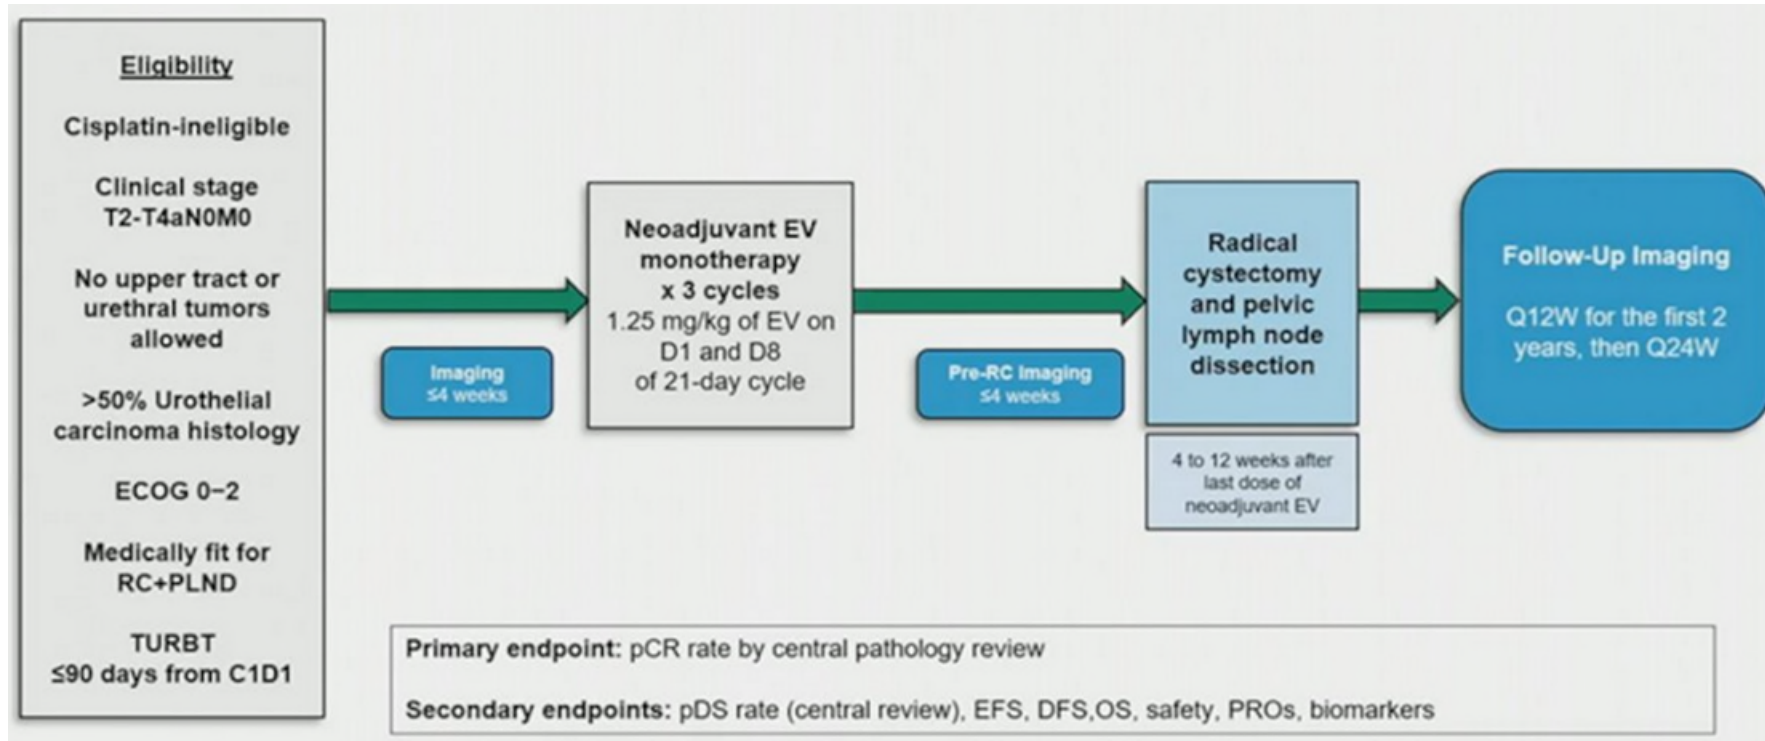 Eligibility
Cisplatin-ineligible
Clinical stage
T2-T4aN0M0
No upper tract or
urethral tumors
allowed
>50% Urothelial
carcinoma histology
ECOG 0–2
Medically fit for
RC+PLND
TURBT
≤90 days from C1D1
Imaging
≤4 weeks
Neoadjuvant EV
monotherapy
x 3 cycles
1.25 mg/kg of EV on
D1 and D8
of 21-day cycle
Pre-RC Imaging
≤4 weeks
Radical
cystectomy
and pelvic
lymph node
dissection
4 to 12 weeks after
last dose of
neoadjuvant EV
Follow-Up Imaging
Q12W for the first 2
years, then Q24W
Primary endpoint: pCR rate by central pathology review
Secondary endpoints: pDS rate (central review), EFS, DFS,OS, safety, PROs, biomarkers